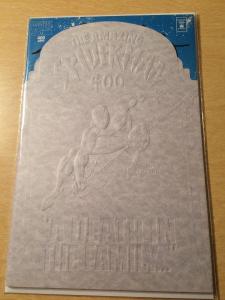 THE AMAZING
SPIDER-MAN
400
"A DEATH IN
THE FAMILY..."